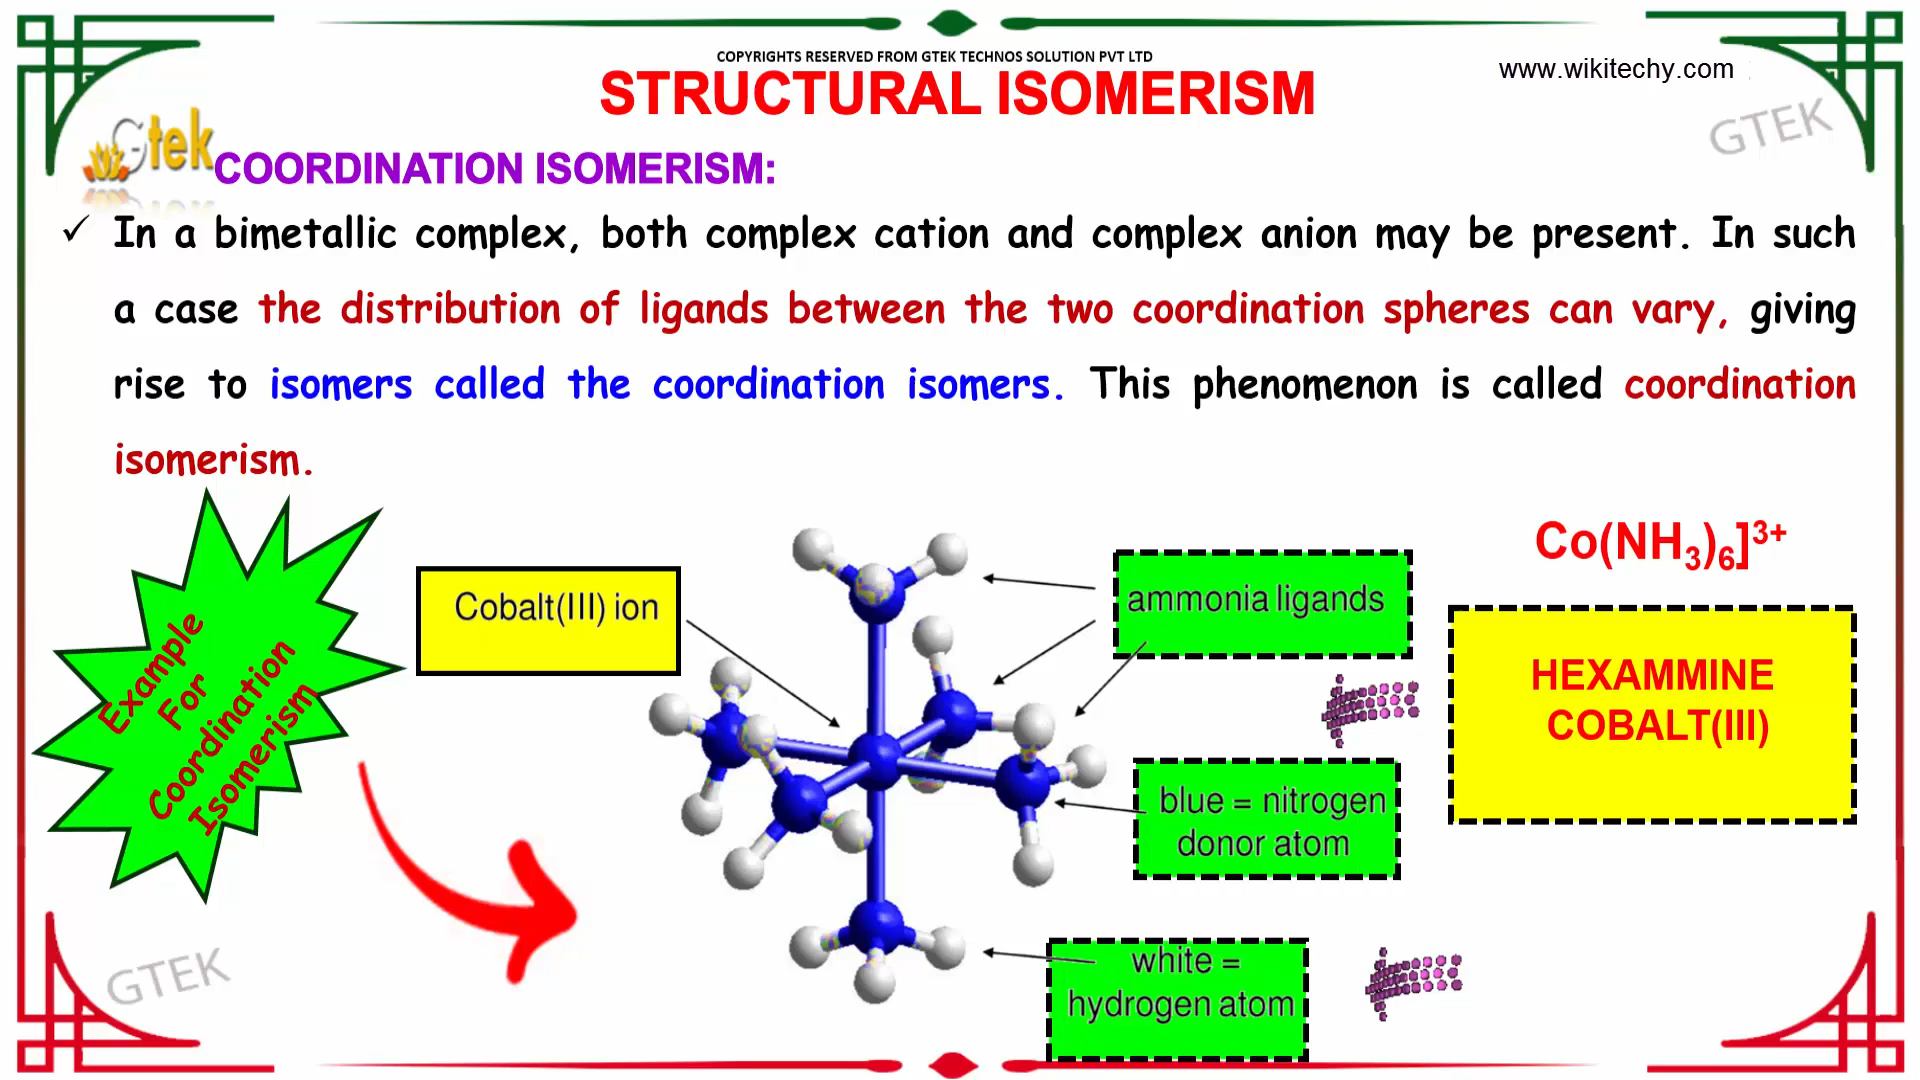 COPYRIGHTS RESERVED FROM GTEK TECHNOS SOLUTION PVT LTD
www.wikitechy.com
STRUCTURAL ISOMERISM
GTEK
Gtek
COORDINATION ISOMERISM:
✓ In a bimetallic complex, both complex cation and complex anion may be present. In such
a case the distribution of ligands between the two coordination spheres can vary, giving
rise to isomers called the coordination isomers. This phenomenon is called coordination
isomerism.
Example
For
Coordination
Isomerism
Cobalt(III) ion
ammonia ligands
Co(NH₃)₆]³⁺
HEXAMMINE
COBALT(III)
blue = nitrogen
donor atom
white =
hydrogen atom
GTEK